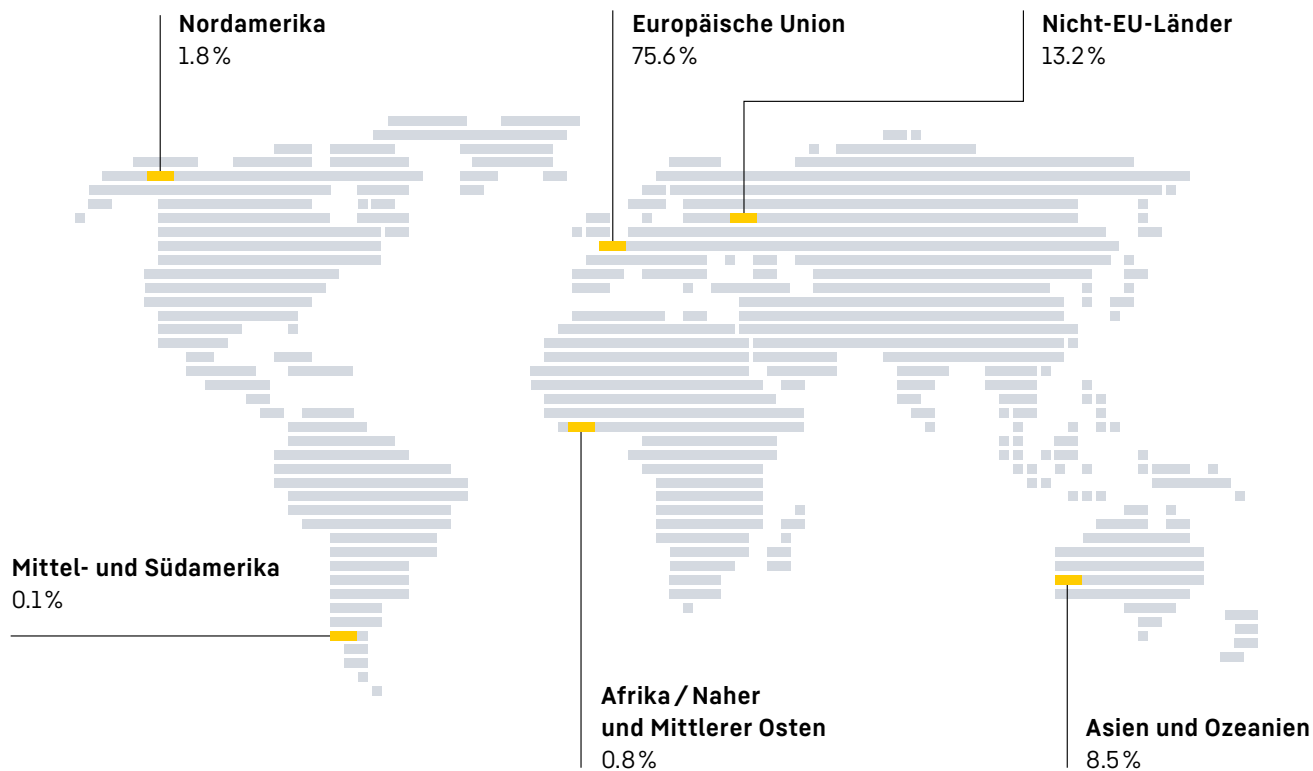 Nordamerika
1.8 %
Europäische Union
75.6 %
Nicht-EU-Länder
13.2 %
Mittel- und Südamerika
0.1 %
Afrika / Naher
und Mittlerer Osten
0.8 %
Asien und Ozeanien
8.5 %